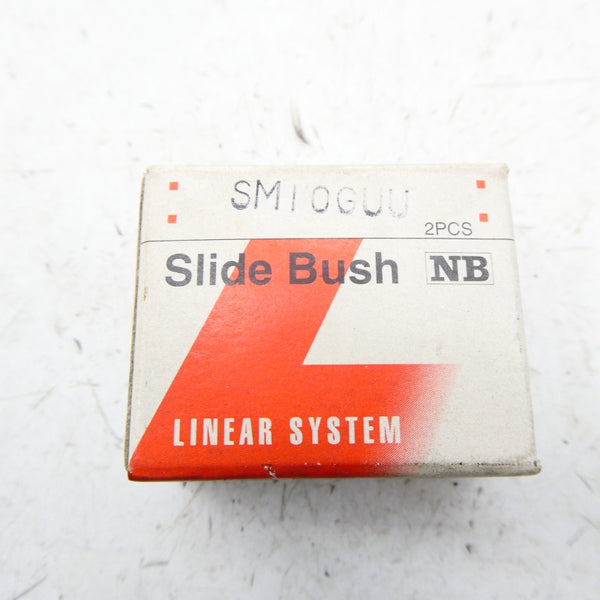 SM10GUU
2PCS
Slide Bush NB
LINEAR SYSTEM